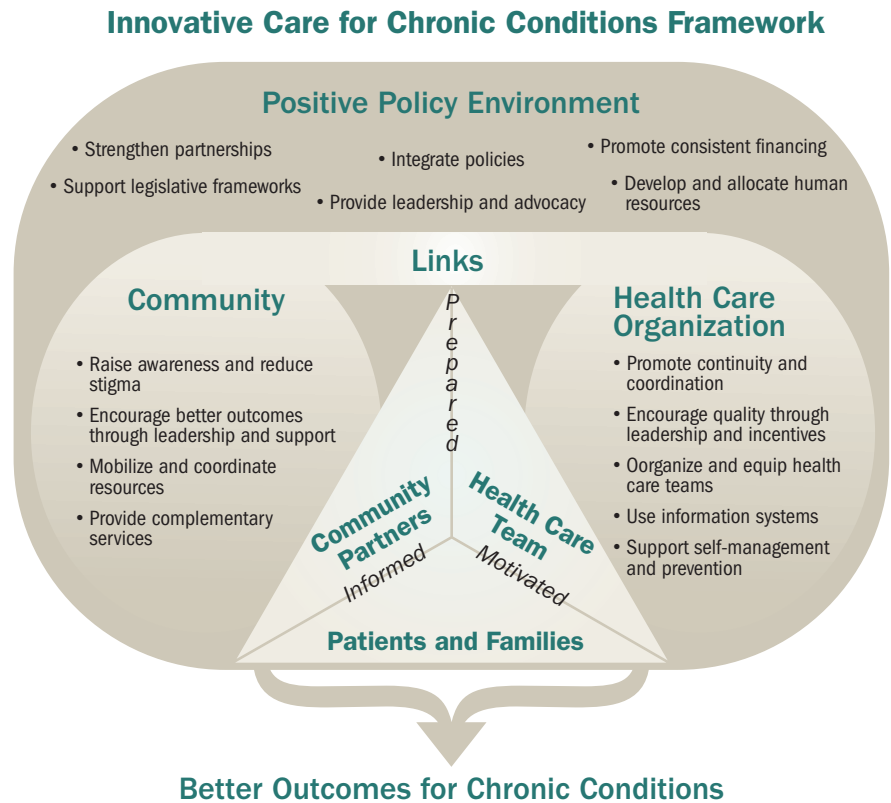 Innovative Care for Chronic Conditions Framework
Positive Policy Environment
• Strengthen partnerships
• Support legislative frameworks
• Integrate policies
• Provide leadership and advocacy
• Promote consistent financing
• Develop and allocate human
resources
Links
Community
• Raise awareness and reduce
stigma
• Encourage better outcomes
through leadership and support
• Mobilize and coordinate
resources
• Provide complementary
services
Prepared
Community
Partners
Informed
Health Care
Team
Motivated
Patients and Families
Health Care
Organization
• Promote continuity and
coordination
• Encourage quality through
leadership and incentives
• Oorganize and equip health
care teams
• Use information systems
• Support self-management
and prevention
Better Outcomes for Chronic Conditions